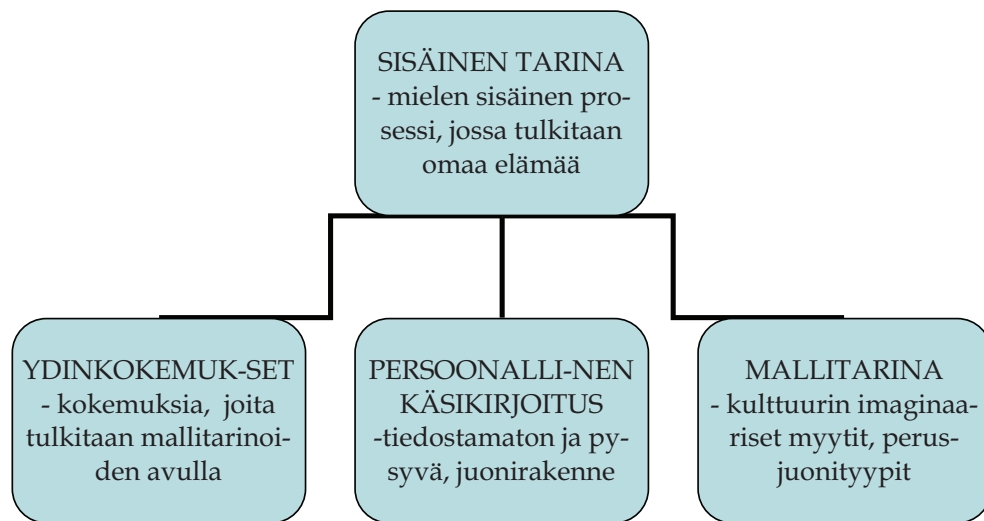 SISÄINEN TARINA
- mielen sisäinen pro-
sessi, jossa tulkitaan
omaa elämää
YDINKOKEMUK-SET
- kokemuksia, joita
tulkitaan mallitarinoi-
den avulla
PERSOONALLI-NEN
KÄSIKIRJOITUS
-tiedostamaton ja py-
syvä, juonirakenne
MALLITARINA
- kulttuurin imaginaa-
riset myytit, perus-
juonityypit